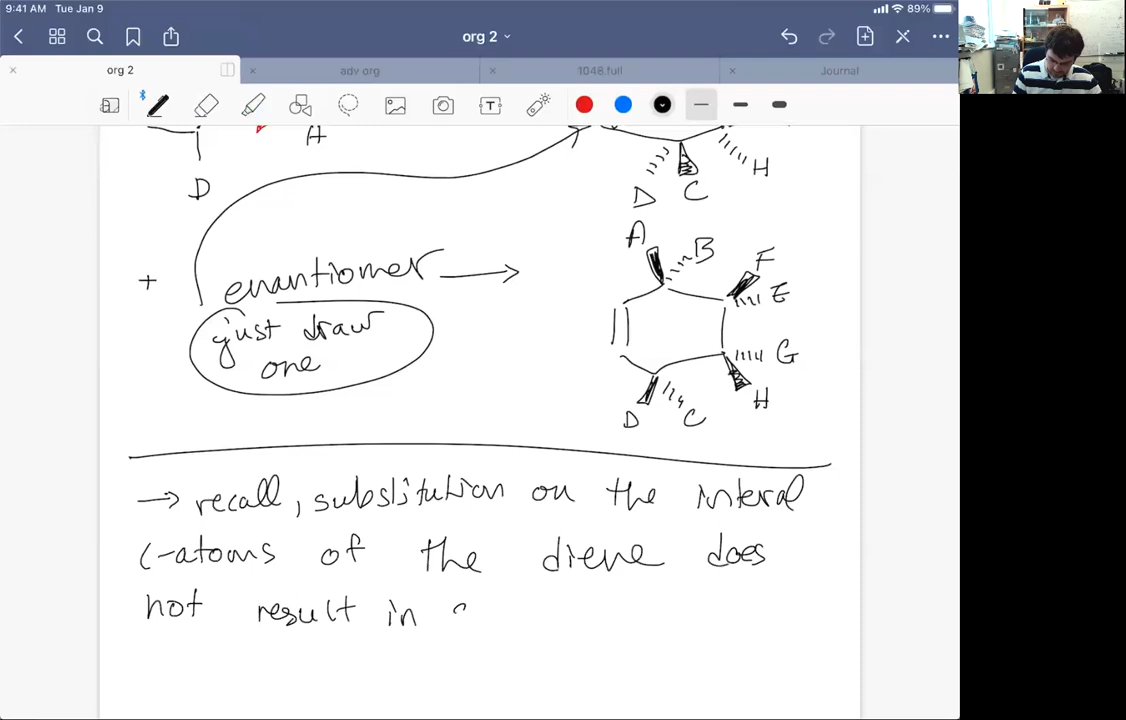 9:41 AM Tue Jan 9
89%
org 2
org 2
adv org
1048.full
Journal
T
A
D
H
D C
A B
F
E
+ enantiomer
just draw
one
G
H
D C
→ recall, substitution on the interal
C-atoms of the diene does
not result in